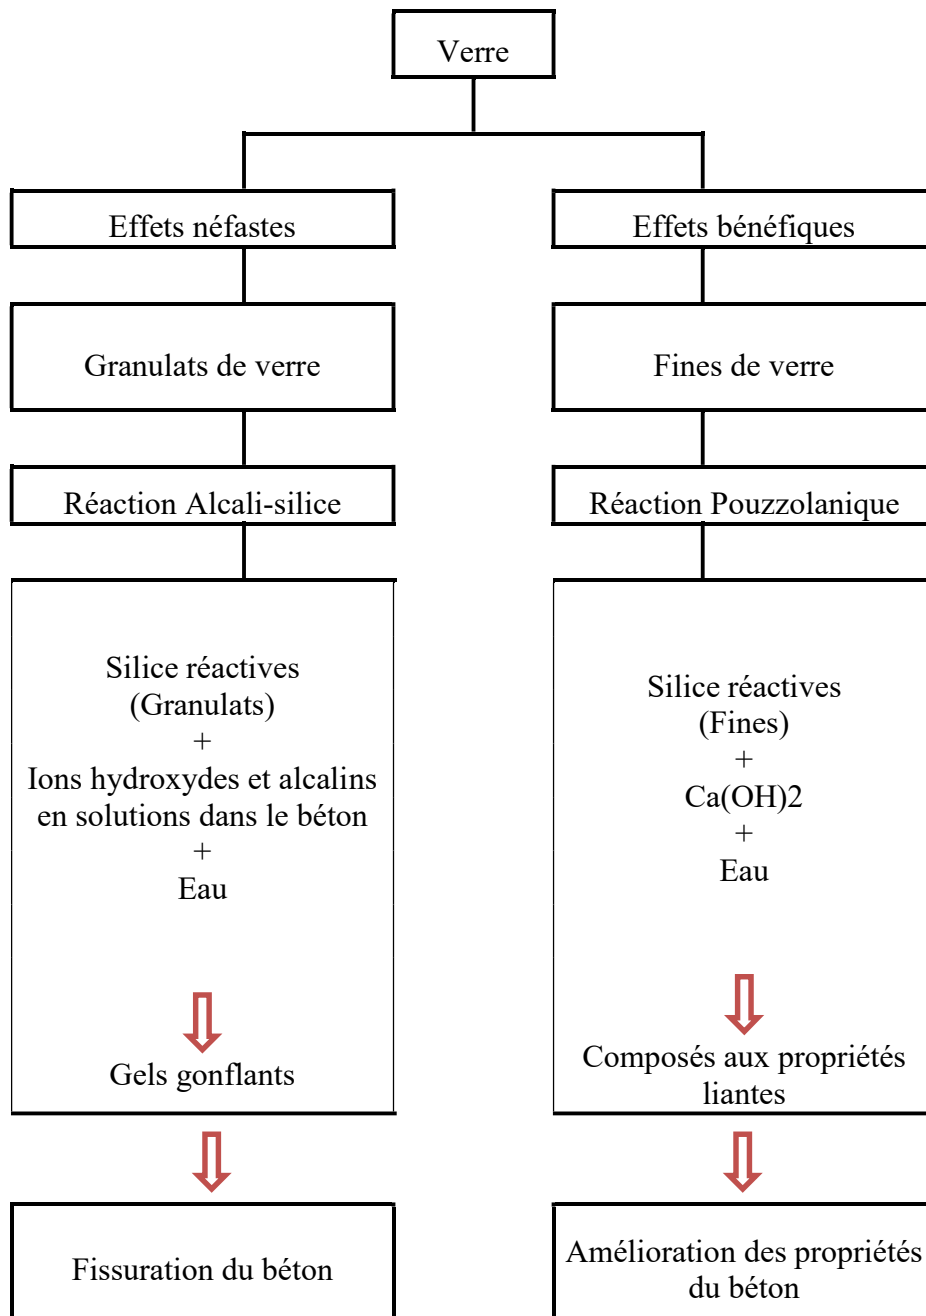 Verre
Effets néfastes
Granulats de verre
Réaction Alcali-silice
Silice réactives
(Granulats)
+
Ions hydroxydes et alcalins
en solutions dans le béton
+
Eau
Gels gonflants
Fissuration du béton
Effets bénéfiques
Fines de verre
Réaction Pouzzolanique
Silice réactives
(Fines)
+
Ca(OH)2
+
Eau
Composés aux propriétés
liantes
Amélioration des propriétés
du béton